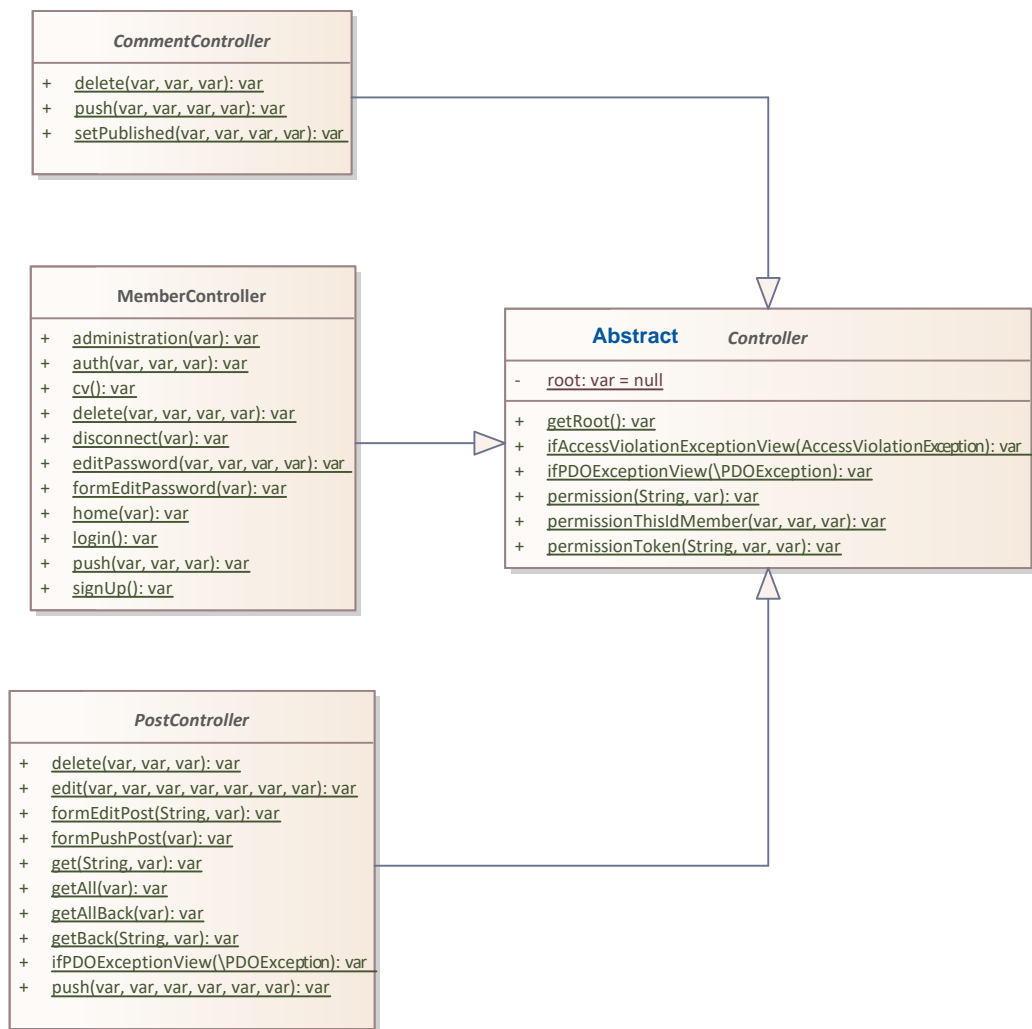 CommentController
+ delete(var, var, var): var
+ push(var, var, var, var): var
+ setPublished(var, var, var, var): var
MemberController
+ administration(var): var
+ auth(var, var, var): var
+ cv(): var
+ delete(var, var, var, var): var
+ disconnect(var): var
+ editPassword(var, var, var, var): var
+ formEditPassword(var): var
+ home(var): var
+ login(): var
+ push(var, var, var): var
+ signUp(): var
Abstract Controller
- root: var = null
+ getRoot(): var
+ ifAccessViolationExceptionView(AccessViolationException): var
+ ifPDOExceptionView(\PDOException): var
+ permission(String, var): var
+ permissionThisIdMember(var, var, var): var
+ permissionToken(String, var, var): var
PostController
+ delete(var, var, var): var
+ edit(var, var, var, var, var, var, var): var
+ formEditPost(String, var): var
+ formPushPost(var): var
+ get(String, var): var
+ getAll(var): var
+ getAllBack(var): var
+ getBack(String, var): var
+ ifPDOExceptionView(\PDOException): var
+ push(var, var, var, var, var, var): var